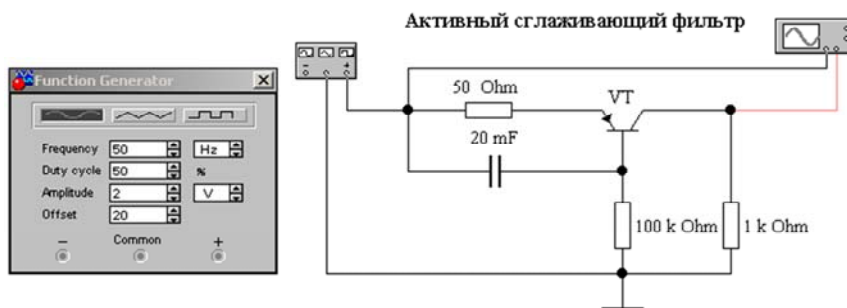 Активный сглаживающий фильтр
Function Generator
Frequency 50 Hz
Duty cycle 50 %
Amplitude 2 V
Offset 20
− Common +
− +
50 Ohm
VT
20 mF
100 k Ohm
1 k Ohm